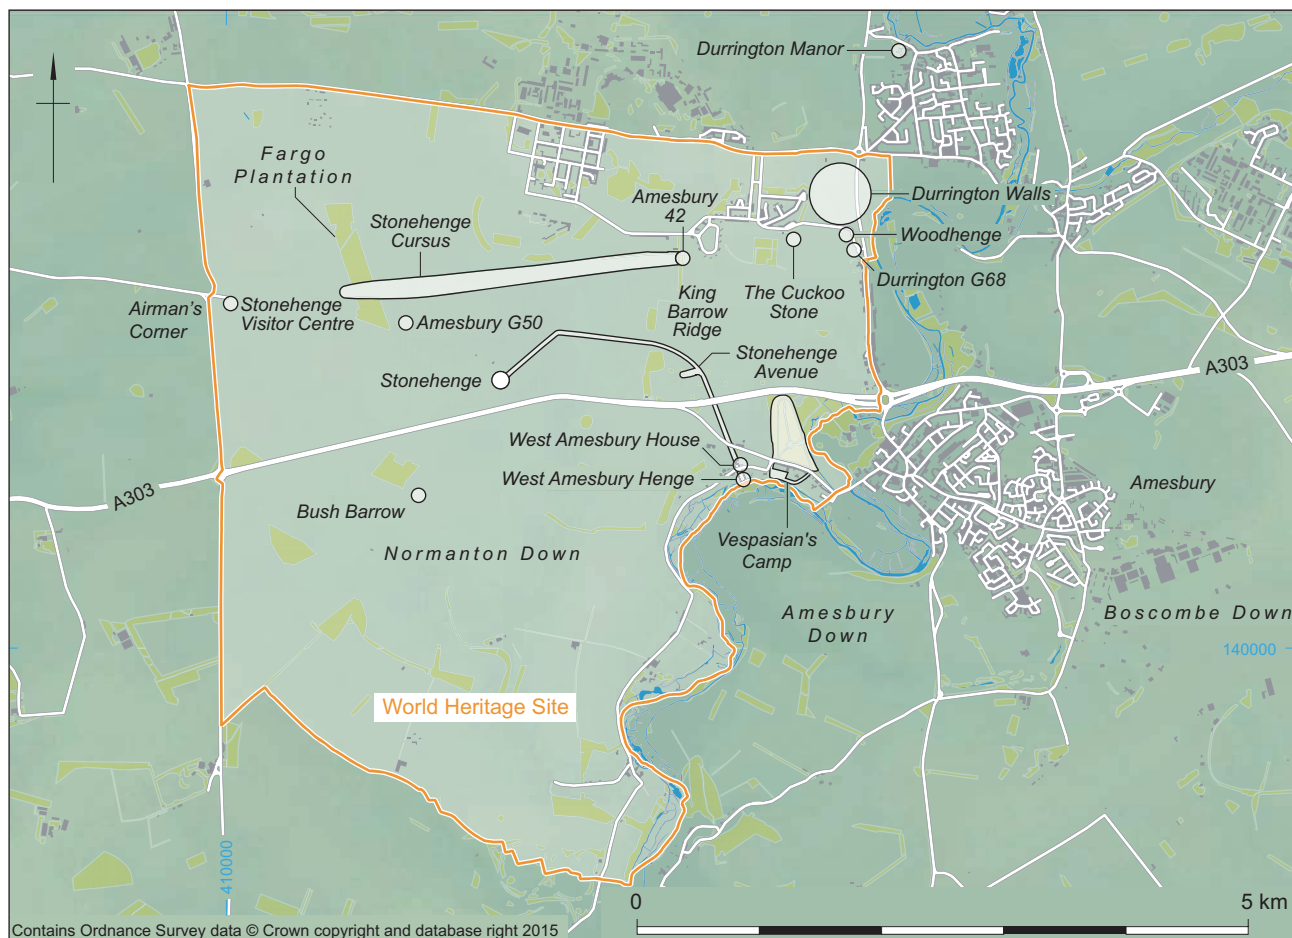 Durrington Manor
Fargo
Plantation
Stonehenge
Cursus
Amesbury
42
Durrington Walls
Woodhenge
Durrington G68
The Cuckoo
Stone
King
Barrow
Ridge
Airman's
Corner
Stonehenge
Visitor Centre
Amesbury G50
Stonehenge
Avenue
Stonehenge
A303
West Amesbury House
West Amesbury Henge
A303
Bush Barrow
Normanton Down
Vespasian's
Camp
Amesbury
Amesbury
Down
Boscombe Down
140000
World Heritage Site
410000
0
5 km
Contains Ordnance Survey data © Crown copyright and database right 2015